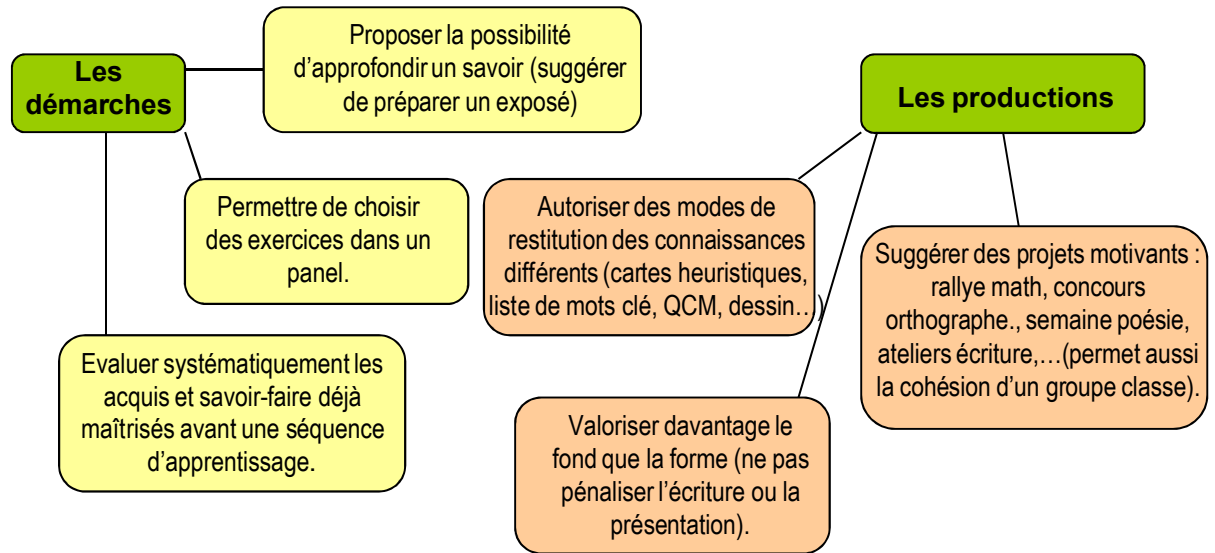 Les
démarches
Proposer la possibilité
d’approfondir un savoir (suggérer
de préparer un exposé)
Permettre de choisir
des exercices dans un
panel.
Evaluer systématiquement les
acquis et savoir-faire déjà
maîtrisés avant une séquence
d’apprentissage.
Les productions
Autoriser des modes de
restitution des connaissances
différents (cartes heuristiques,
liste de mots clé, QCM, dessin…)
Valoriser davantage le
fond que la forme (ne pas
pénaliser l’écriture ou la
présentation).
Suggérer des projets motivants :
rallye math, concours
orthographe., semaine poésie,
ateliers écriture,…(permet aussi
la cohésion d’un groupe classe).